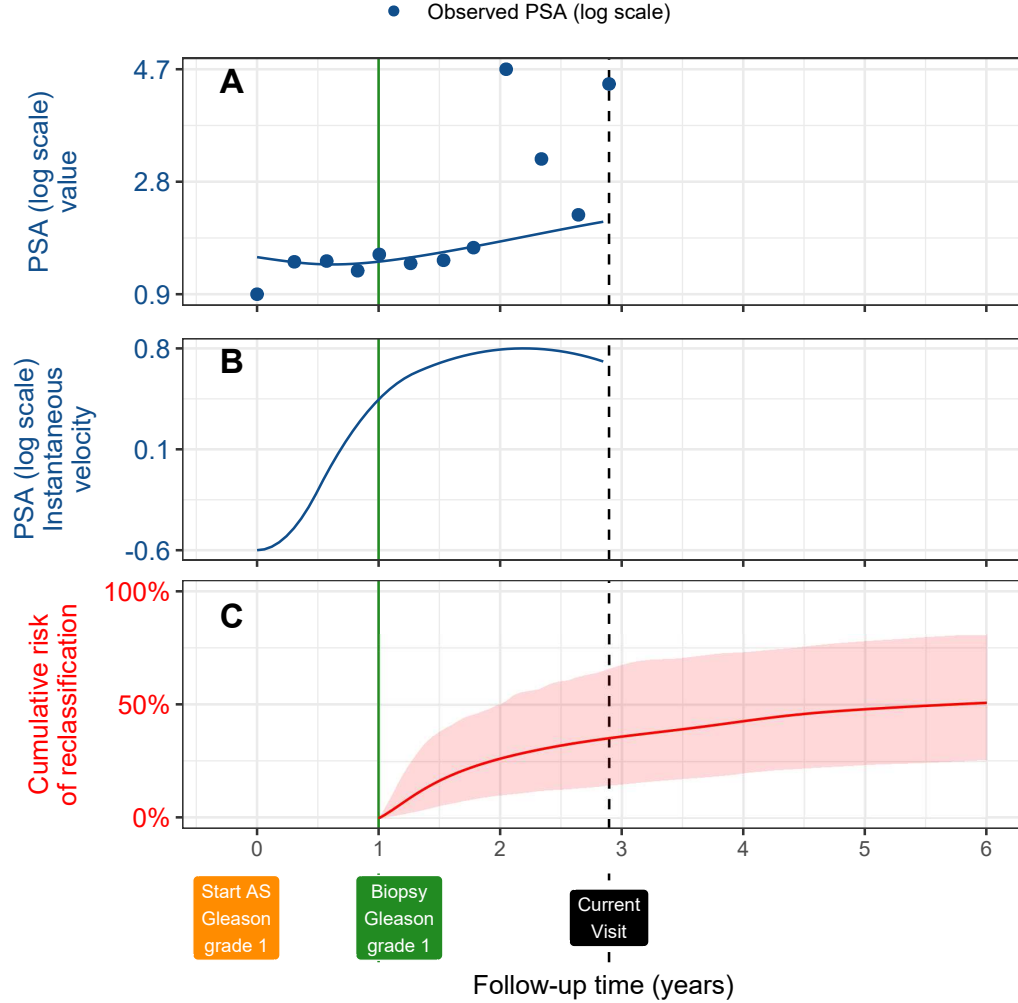 Observed PSA (log scale)
A
PSA (log scale)
value
4.7
2.8
0.9
B
PSA (log scale)
Instantaneous
velocity
0.8
0.1
-0.6
C
Cumulative risk
of reclassification
100%
50%
0%
0 1 2 3 4 5 6
Start AS
Gleason
grade 1
Biopsy
Gleason
grade 1
Current
Visit
Follow-up time (years)